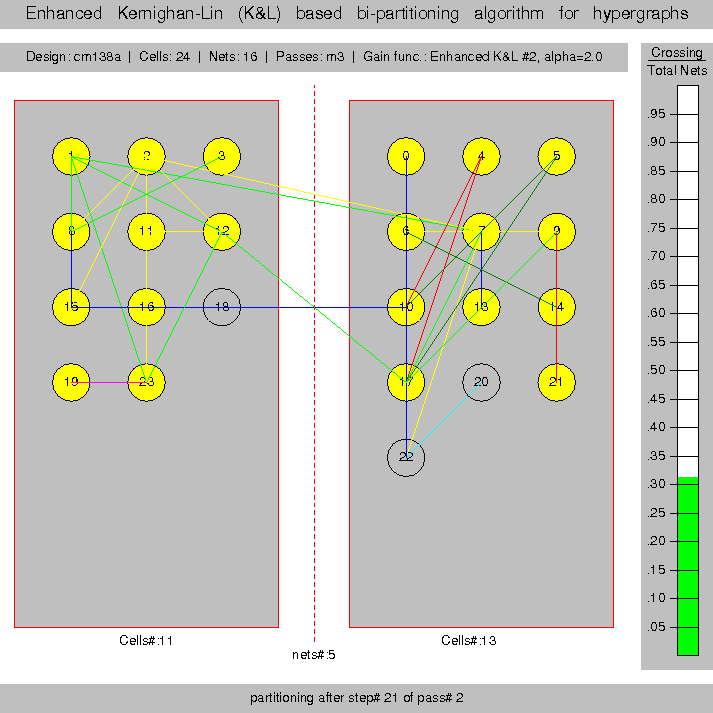 Enhanced Kernighan-Lin (K&L) based bi-partitioning algorithm for hypergraphs
Design: cm138a | Cells: 24 | Nets: 16 | Passes: m3 | Gain func.: Enhanced K&L #2, alpha=2.0
Crossing
Total Nets
1 2 3 0 4 5
8 11 12 6 7 9
15 16 18 10 13 14
19 23 17 20 21
22
.95
.90
.85
.80
.75
.70
.65
.60
.55
.50
.45
.40
.35
.30
.25
.20
.15
.10
.05
Cells#:11
Cells#:13
nets#:5
partitioning after step# 21 of pass# 2